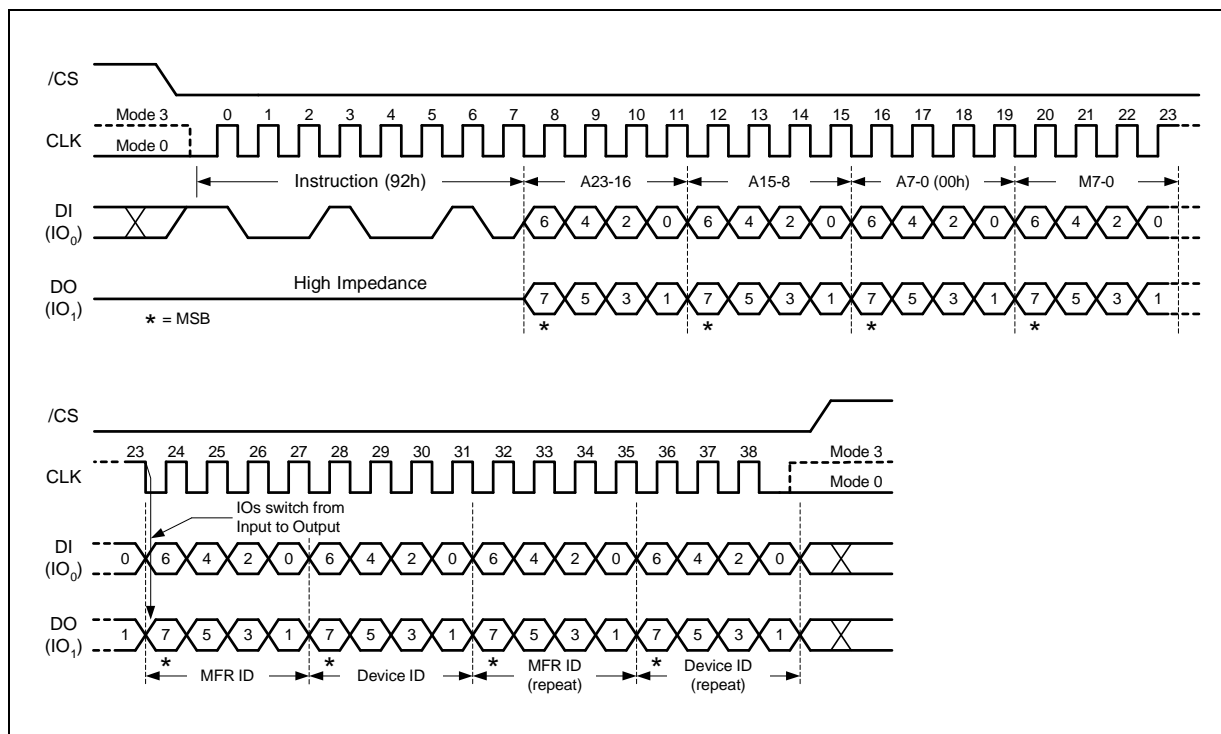 /CS
Mode 3 0 1 2 3 4 5 6 7 8 9 10 11 12 13 14 15 16 17 18 19 20 21 22 23
CLK
Mode 0
Instruction (92h) A23-16 A15-8 A7-0 (00h) M7-0
DI
(IO0)
6 4 2 0 6 4 2 0 6 4 2 0 6 4 2 0
High Impedance
DO
(IO1)
7 5 3 1 7 5 3 1 7 5 3 1 7 5 3 1
* = MSB
* * * *
/CS
23 24 25 26 27 28 29 30 31 32 33 34 35 36 37 38 Mode 3
CLK
Mode 0
IOs switch from
Input to Output
DI
(IO0)
0 6 4 2 0 6 4 2 0 6 4 2 0 6 4 2 0
DO
(IO1)
1 7 5 3 1 7 5 3 1 7 5 3 1 7 5 3 1
* * * *
MFR ID Device ID MFR ID
(repeat)
Device ID
(repeat)